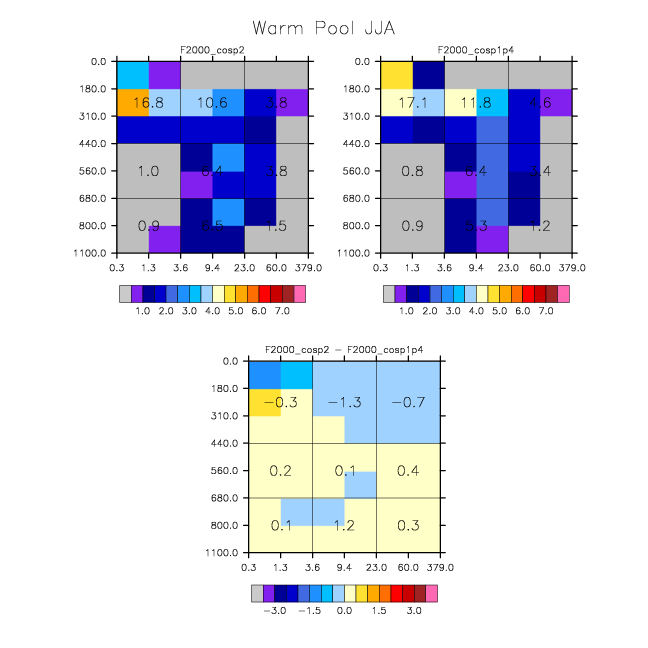 Warm Pool JJA
F2000_cosp2
0.0
180.0
310.0
440.0
560.0
680.0
800.0
1100.0
16.8 10.6 3.8
1.0 6.4 3.8
0.9 6.5 1.5
0.3 1.3 3.6 9.4 23.0 60.0 379.0
1.0 2.0 3.0 4.0 5.0 6.0 7.0
F2000_cosp1p4
0.0
180.0
310.0
440.0
560.0
680.0
800.0
1100.0
17.1 11.8 4.6
0.8 6.4 3.4
0.9 5.3 1.2
0.3 1.3 3.6 9.4 23.0 60.0 379.0
1.0 2.0 3.0 4.0 5.0 6.0 7.0
F2000_cosp2 − F2000_cosp1p4
0.0
180.0
310.0
440.0
560.0
680.0
800.0
1100.0
−0.3 −1.3 −0.7
0.2 0.1 0.4
0.1 1.2 0.3
0.3 1.3 3.6 9.4 23.0 60.0 379.0
−3.0 −1.5 0.0 1.5 3.0